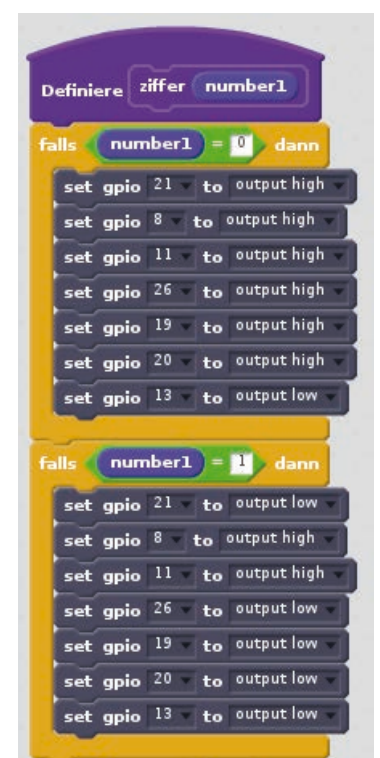 Definiere ziffer number1
falls number1 = 0 dann
set gpio 21 to output high
set gpio 8 to output high
set gpio 11 to output high
set gpio 26 to output high
set gpio 19 to output high
set gpio 20 to output high
set gpio 13 to output low
falls number1 = 1 dann
set gpio 21 to output low
set gpio 8 to output high
set gpio 11 to output high
set gpio 26 to output low
set gpio 19 to output low
set gpio 20 to output low
set gpio 13 to output low